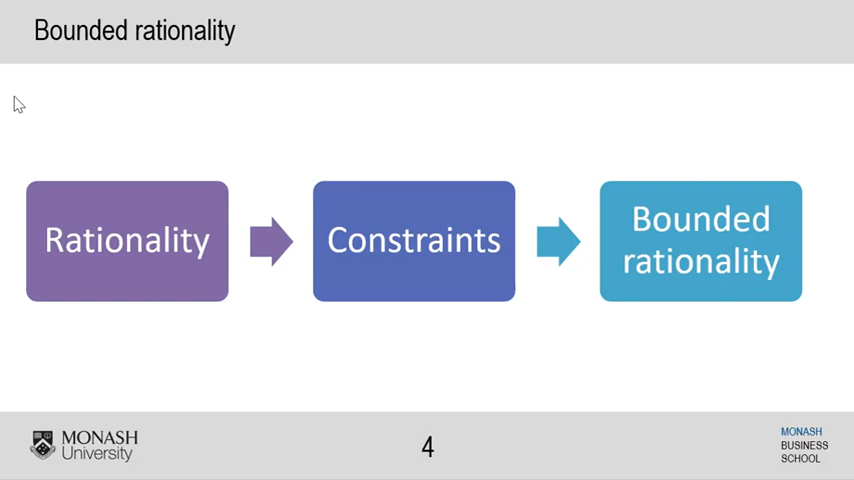 Bounded rationality
Rationality
Constraints
Bounded
rationality
MONASH
University
4
MONASH
BUSINESS
SCHOOL